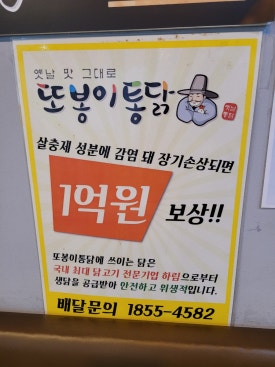 옛날 맛 그대로
또봉이통닭
옛날
통닭
살충제 성분에 감염 돼 장기손상되면
1억원
보상!!
또봉이통닭에 쓰이는 닭은
국내 최대 닭고기 전문기업 하림으로부터
생닭을 공급받아 안전하고 위생적입니다.
배달문의 1855-4582